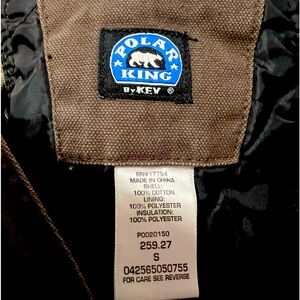 POLAR
KING
BY KEY ®
RN#17754
MADE IN CHINA
SHELL:
100% COTTON
LINING:
100% POLYESTER
INSULATION:
100% POLYESTER
PO020150
259.27
S
042565050755
FOR CARE SEE REVERSE